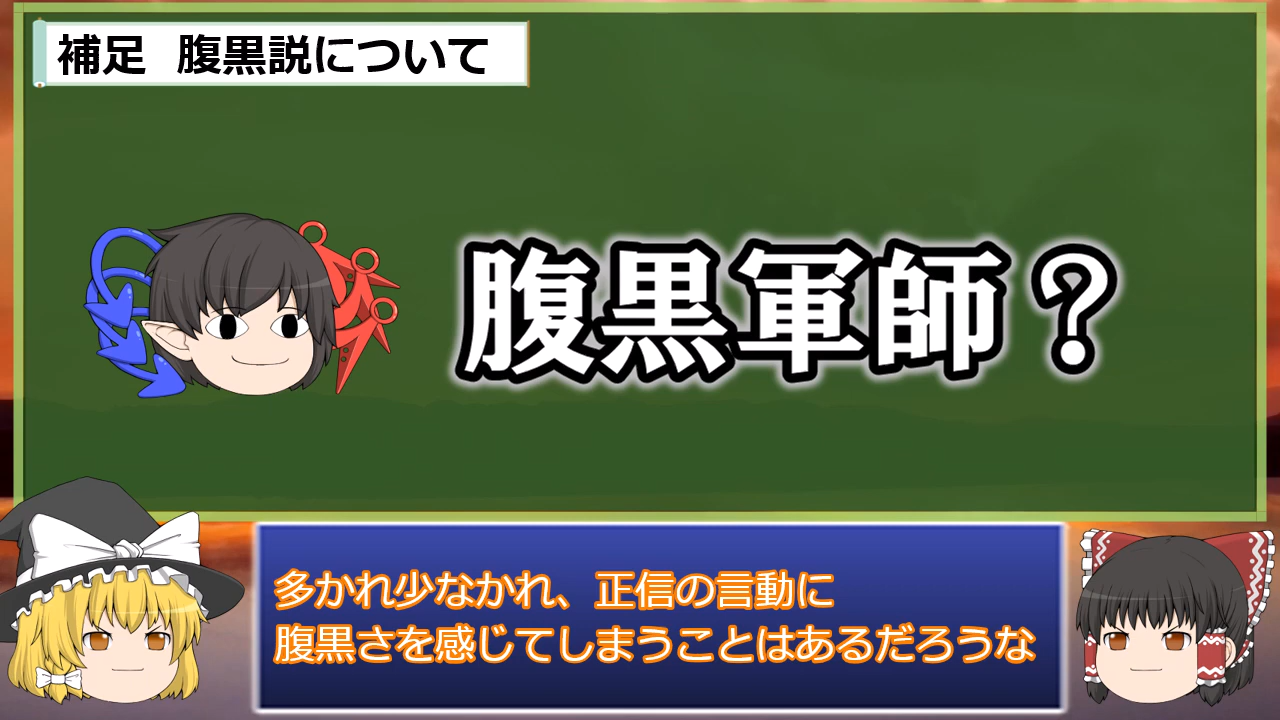 補足 腹黒説について
腹黒軍師？
多かれ少なかれ、正信の言動に
腹黒さを感じてしまうことはあるだろうな